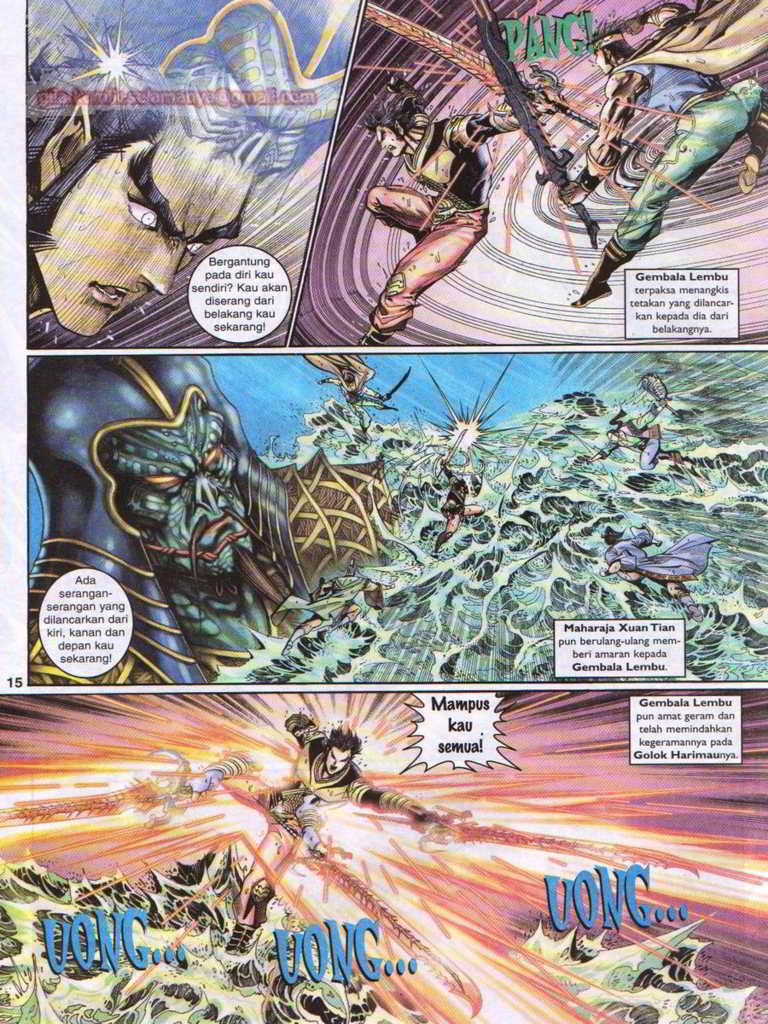 Bergantung
pada diri kau
sendiri? Kau akan
diserang dari
belakang kau
sekarang!
PANG!
Gembala Lembu
terpaksa menangkis
tetakan yang dilancar-
kan kepada dia dari
belakangnya.
Ada
serangan-
serangan yang
dilancarkan dari
kiri, kanan dan
depan kau
sekarang!
Maharaja Xuan Tian
pun berulang-ulang mem-
beri amaran kepada
Gembala Lembu.
15
Mampus
kau
semua!
Gembala Lembu
pun amat geram dan
telah memindahkan
kegeramannya pada
Golok Harimaunya.
UONG...
UONG...
UONG...